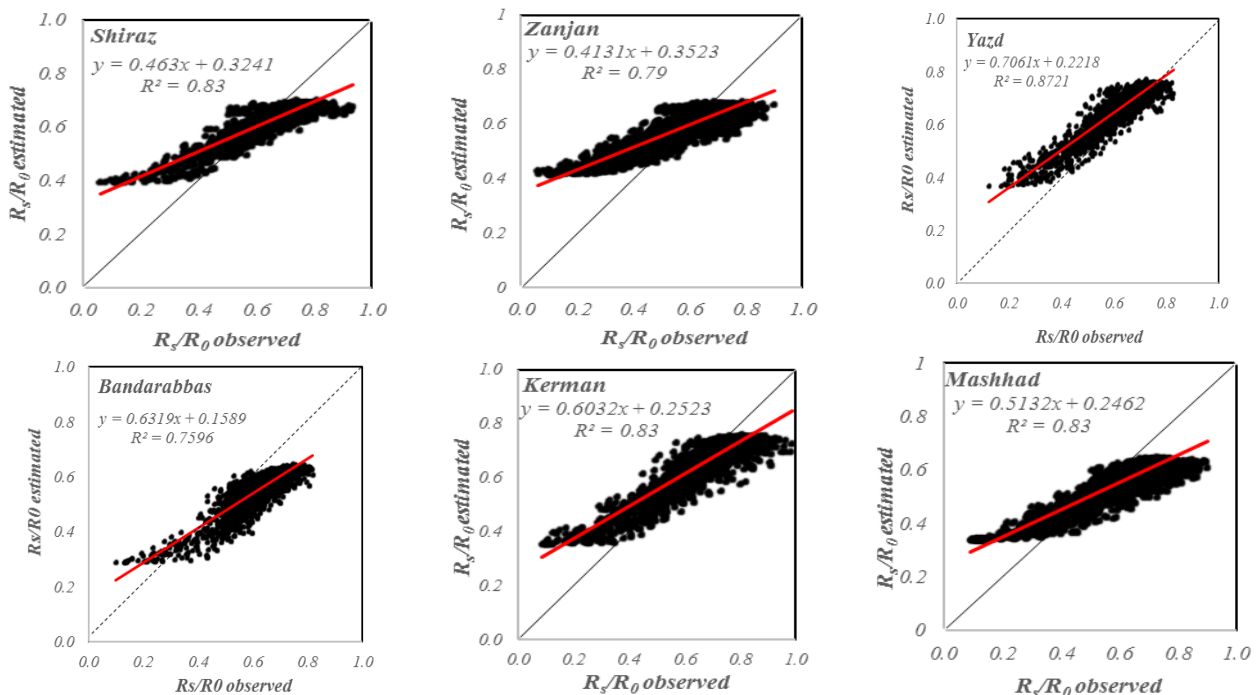 Shiraz
y = 0.463x + 0.3241
R² = 0.83
1.0
0.8
0.6
0.4
0.2
0.0
Rₛ/R₀ estimated
0.0 0.2 0.4 0.6 0.8 1.0
Rₛ/R₀ observed
Zanjan
y = 0.4131x + 0.3523
R² = 0.79
1
0.8
0.6
0.4
0.2
0
Rₛ/R₀ estimated
0.0 0.2 0.4 0.6 0.8 1.0
Rₛ/R₀ observed
Yazd
y = 0.7061x + 0.2218
R² = 0.8721
1.0
0.8
0.6
0.4
0.2
0.0
Rs/R0 estimated
0.0 0.2 0.4 0.6 0.8 1.0
Rs/R0 observed
Bandarabbas
y = 0.6319x + 0.1589
R² = 0.7596
1.0
0.8
0.6
0.4
0.2
0.0
Rs/R0 estimated
0.0 0.2 0.4 0.6 0.8 1.0
Rs/R0 observed
Kerman
y = 0.6032x + 0.2523
R² = 0.83
1.0
0.8
0.6
0.4
0.2
0.0
Rₛ/R₀ estimated
0.0 0.2 0.4 0.6 0.8 1.0
Rₛ/R₀ observed
Mashhad
y = 0.5132x + 0.2462
R² = 0.83
1
0.8
0.6
0.4
0.2
0
Rₛ/R₀ estimated
0.0 0.2 0.4 0.6 0.8 1.0
Rₛ/R₀ observed